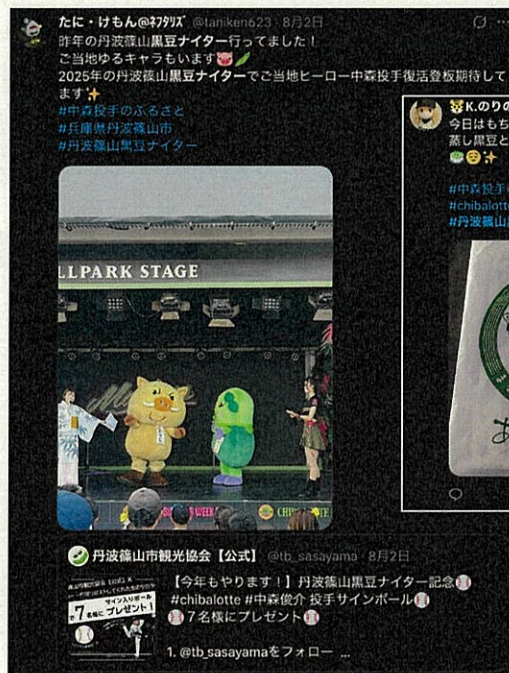 たに・けもん@ﾈﾌﾀﾘｽﾞ @taniken623 8月2日
昨年の丹波篠山黒豆ナイター行ってました！
ご当地ゆるキャラもいます🐷🫛
2025年の丹波篠山黒豆ナイターでご当地ヒーロー中森投手復活登板期待して
ます✨
#中森投手のふるさと
#兵庫県丹波篠山市
#丹波篠山黒豆ナイター
LLPARK STAGE
🐯K.のりの
今日はもち
蒸し黒豆と
🍵😌✨
#中森投手の
#chibalotte
#丹波篠山黒
あ
丹波篠山市観光協会【公式】 @tb_sasayama · 8月2日
【今年もやります！】丹波篠山黒豆ナイター記念⚾
#chibalotte #中森俊介 投手サインボール⚾
⚾７名様にプレゼント⚾
1. @tb_sasayamaをフォロー ...
サイン入りボール
で7名様にプレゼント！